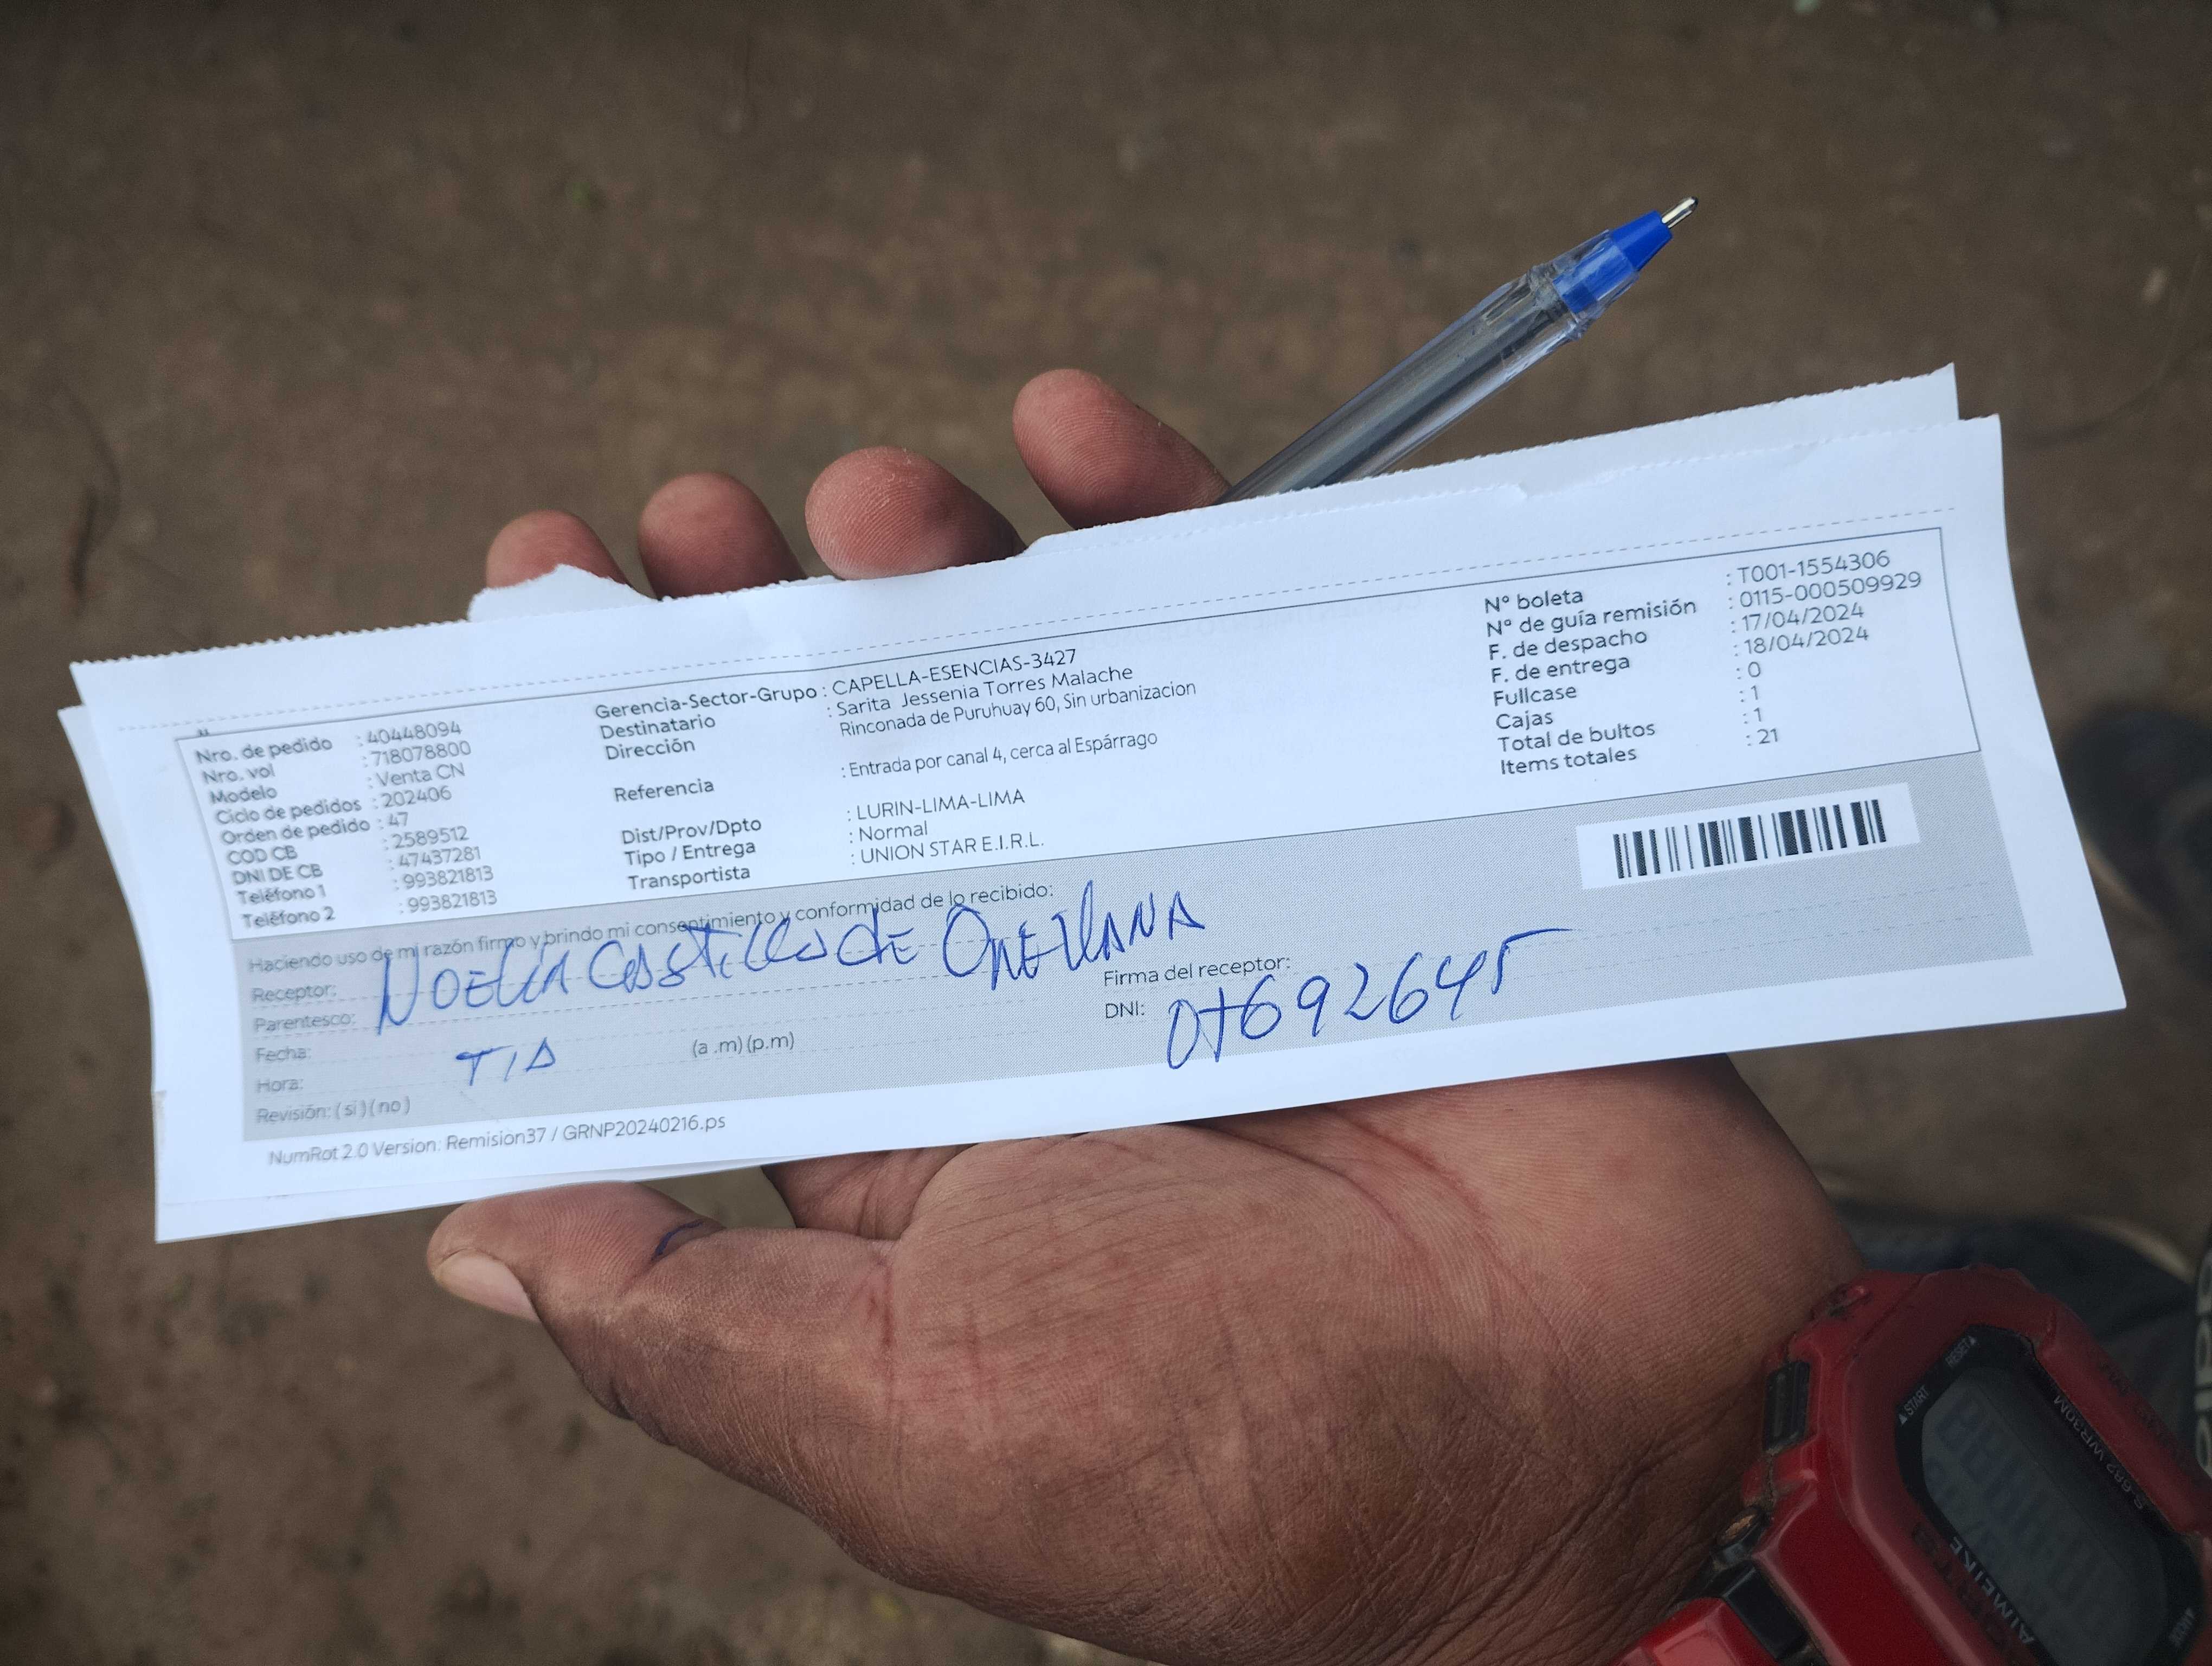 Nro. de pedido : 40448094
Nro. vol : 718078800
Modelo : Venta CN
Ciclo de pedidos : 202406
Orden de pedido : 47
COD CB : 2589512
DNI DE CB : 47437281
Teléfono 1 : 993821813
Teléfono 2 : 993821813
Gerencia-Sector-Grupo : CAPELLA-ESENCIAS-3427
Destinatario : Sarita Jessenia Torres Malache
Dirección Rinconada de Puruhuay 60, Sin urbanizacion
Referencia : Entrada por canal 4, cerca al Espárrago
Dist/Prov/Dpto : LURIN-LIMA-LIMA
Tipo / Entrega : Normal
Transportista : UNION STAR E.I.R.L.
N° boleta : T001-1554306
N° de guía remisión : 0115-000509929
F. de despacho : 17/04/2024
F. de entrega : 18/04/2024
Fullcase : 0
Cajas : 1
Total de bultos : 1
Items totales : 21
Haciendo uso de mi razón firmo y brindo mi consentimiento y conformidad de lo recibido:
Receptor: NOELIA CASTILLO DE
Parentesco:
Fecha:
TIA
Hora: (a .m) (p.m)
Revisión: ( si ) ( no )
Firma del receptor:
DNI: 07692645
NumRot 2.0 Version: Remision37 / GRNP20240216.ps
START
RESET
WR30M
AIMEIKE